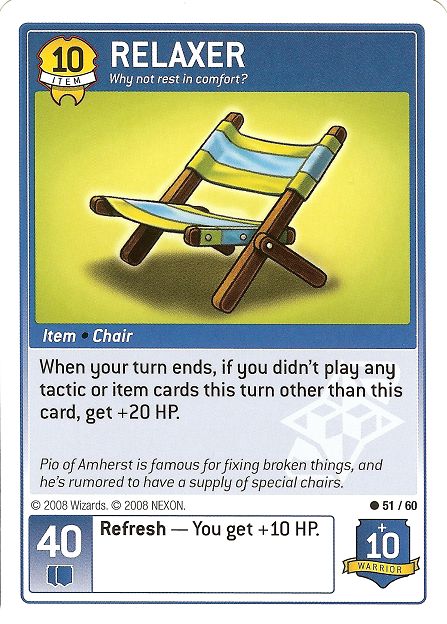 10
ITEM
RELAXER
Why not rest in comfort?
Item • Chair
When your turn ends, if you didn't play any
tactic or item cards this turn other than this
card, get +20 HP.
Pio of Amherst is famous for fixing broken things, and
he's rumored to have a supply of special chairs.
© 2008 Wizards. © 2008 NEXON.
● 51 / 60
40
Refresh — You get +10 HP.
+
10
WARRIOR